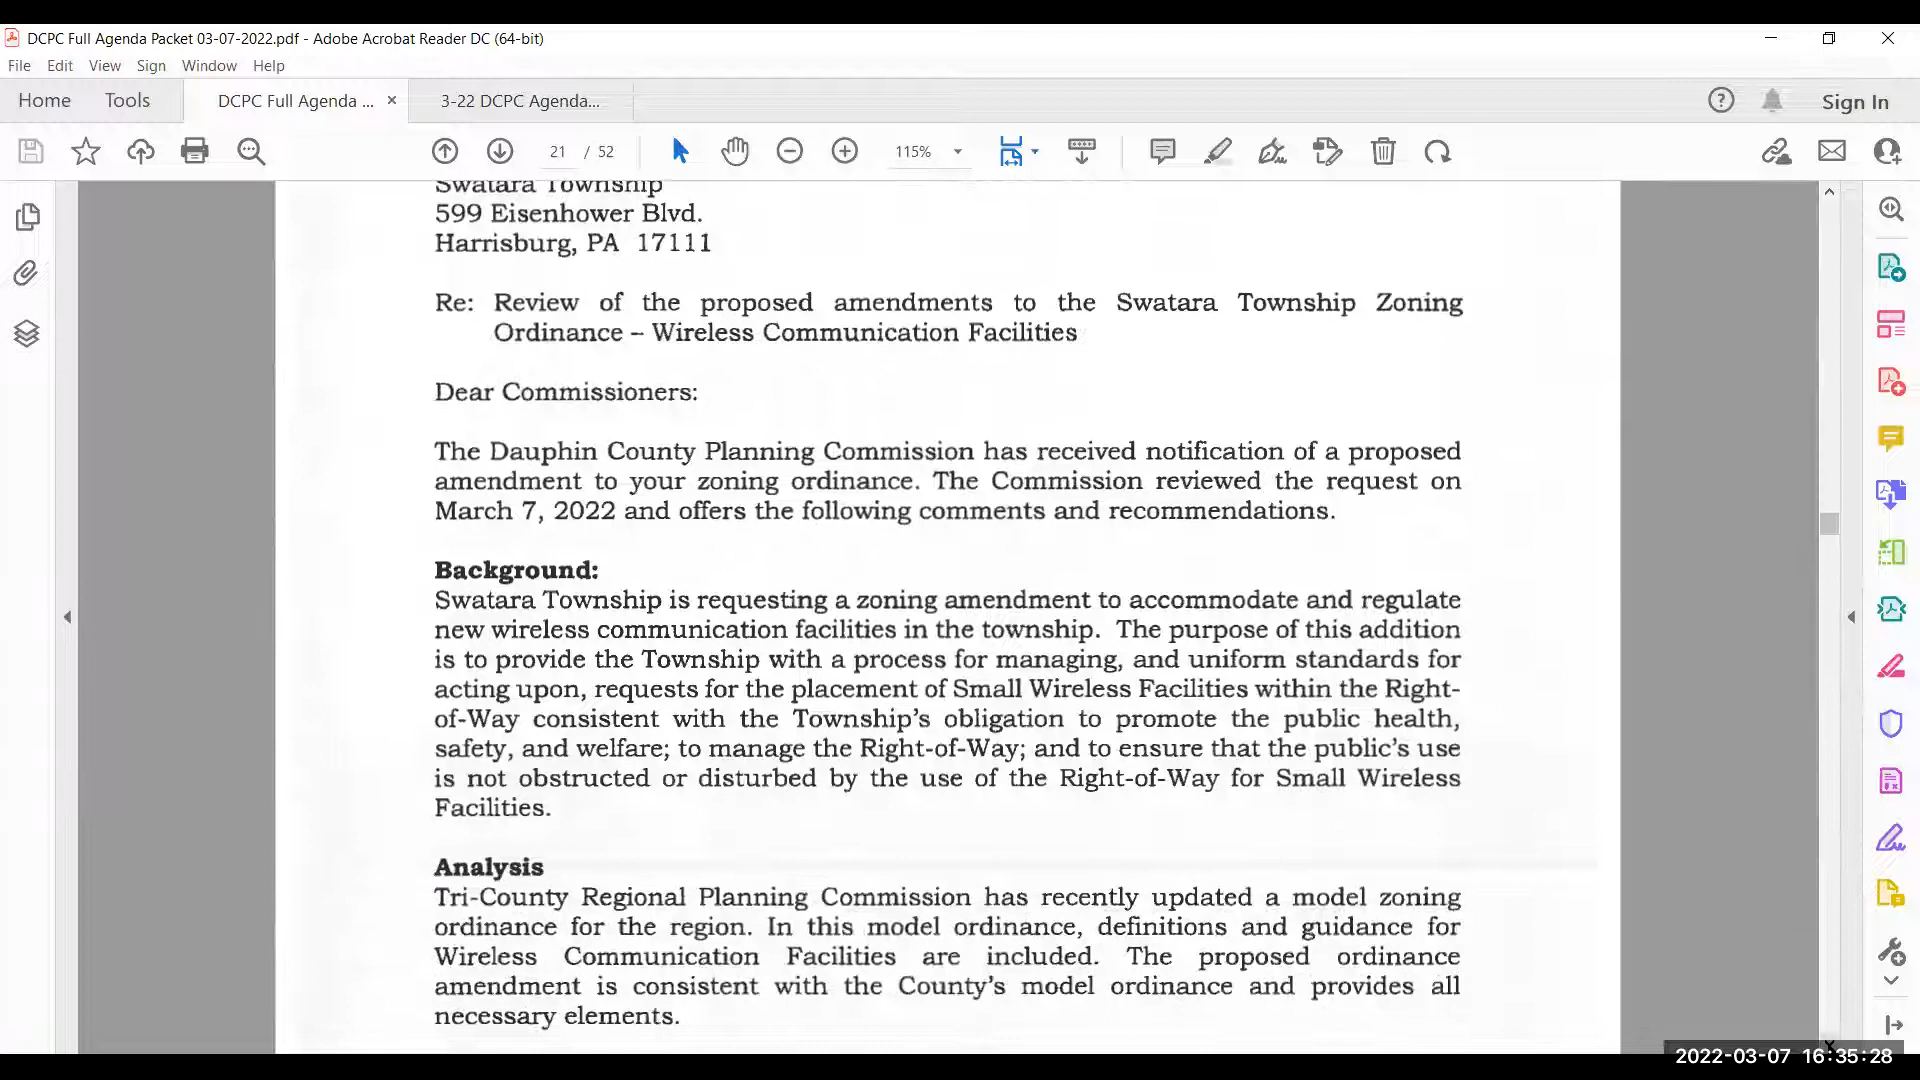 DCPC Full Agenda Packet 03-07-2022.pdf - Adobe Acrobat Reader DC (64-bit)
File Edit View Sign Window Help
Home Tools DCPC Full Agenda ... × 3-22 DCPC Agenda... Sign In
21 / 52 115%
Swatara Township
599 Eisenhower Blvd.
Harrisburg, PA 17111
Re: Review of the proposed amendments to the Swatara Township Zoning
Ordinance – Wireless Communication Facilities
Dear Commissioners:
The Dauphin County Planning Commission has received notification of a proposed
amendment to your zoning ordinance. The Commission reviewed the request on
March 7, 2022 and offers the following comments and recommendations.
Background:
Swatara Township is requesting a zoning amendment to accommodate and regulate
new wireless communication facilities in the township. The purpose of this addition
is to provide the Township with a process for managing, and uniform standards for
acting upon, requests for the placement of Small Wireless Facilities within the Right-
of-Way consistent with the Township's obligation to promote the public health,
safety, and welfare; to manage the Right-of-Way; and to ensure that the public's use
is not obstructed or disturbed by the use of the Right-of-Way for Small Wireless
Facilities.
Analysis
Tri-County Regional Planning Commission has recently updated a model zoning
ordinance for the region. In this model ordinance, definitions and guidance for
Wireless Communication Facilities are included. The proposed ordinance
amendment is consistent with the County's model ordinance and provides all
necessary elements.
2022-03-07 16:35:28